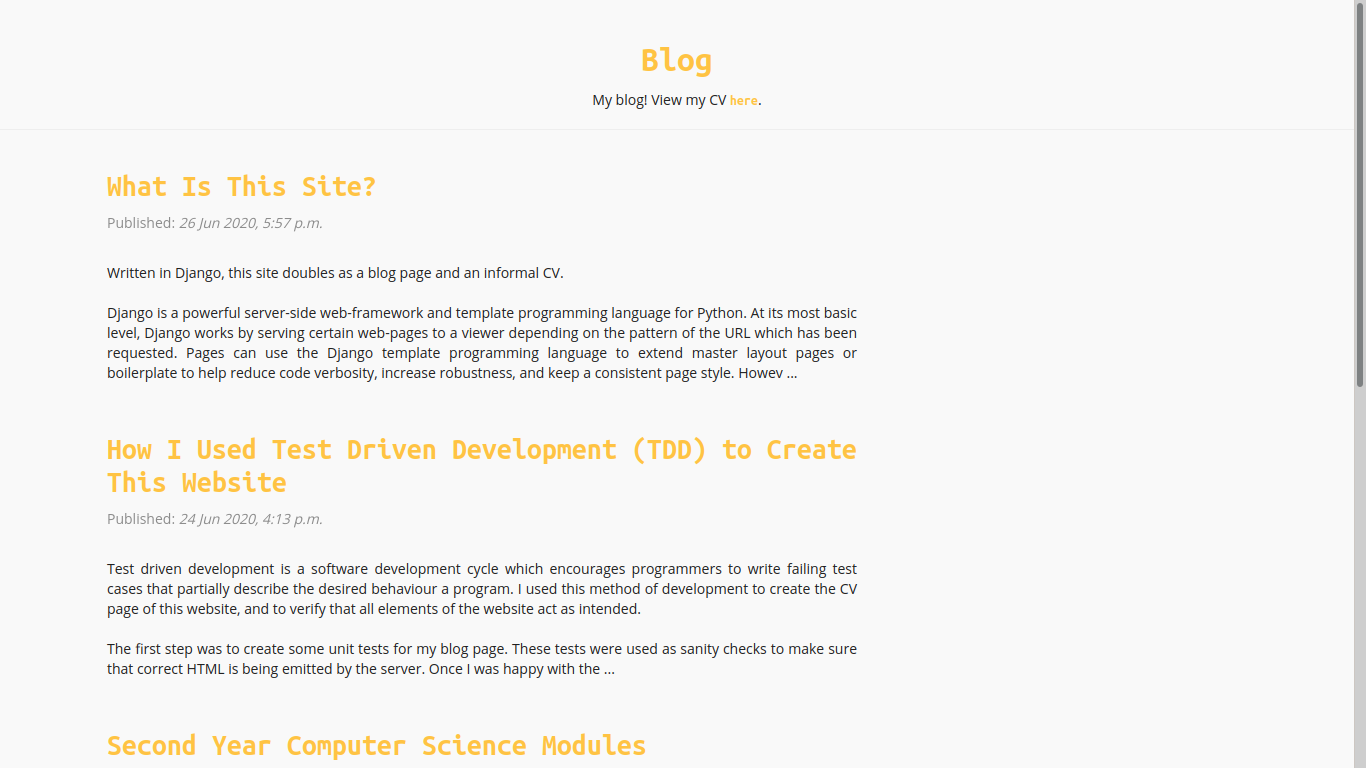 Blog
My blog! View my CV here.
What Is This Site?
Published: 26 Jun 2020, 5:57 p.m.
Written in Django, this site doubles as a blog page and an informal CV.
Django is a powerful server-side web-framework and template programming language for Python. At its most basic
level, Django works by serving certain web-pages to a viewer depending on the pattern of the URL which has been
requested. Pages can use the Django template programming language to extend master layout pages or
boilerplate to help reduce code verbosity, increase robustness, and keep a consistent page style. Howev ...
How I Used Test Driven Development (TDD) to Create
This Website
Published: 24 Jun 2020, 4:13 p.m.
Test driven development is a software development cycle which encourages programmers to write failing test
cases that partially describe the desired behaviour a program. I used this method of development to create the CV
page of this website, and to verify that all elements of the website act as intended.
The first step was to create some unit tests for my blog page. These tests were used as sanity checks to make sure
that correct HTML is being emitted by the server. Once I was happy with the ...
Second Year Computer Science Modules